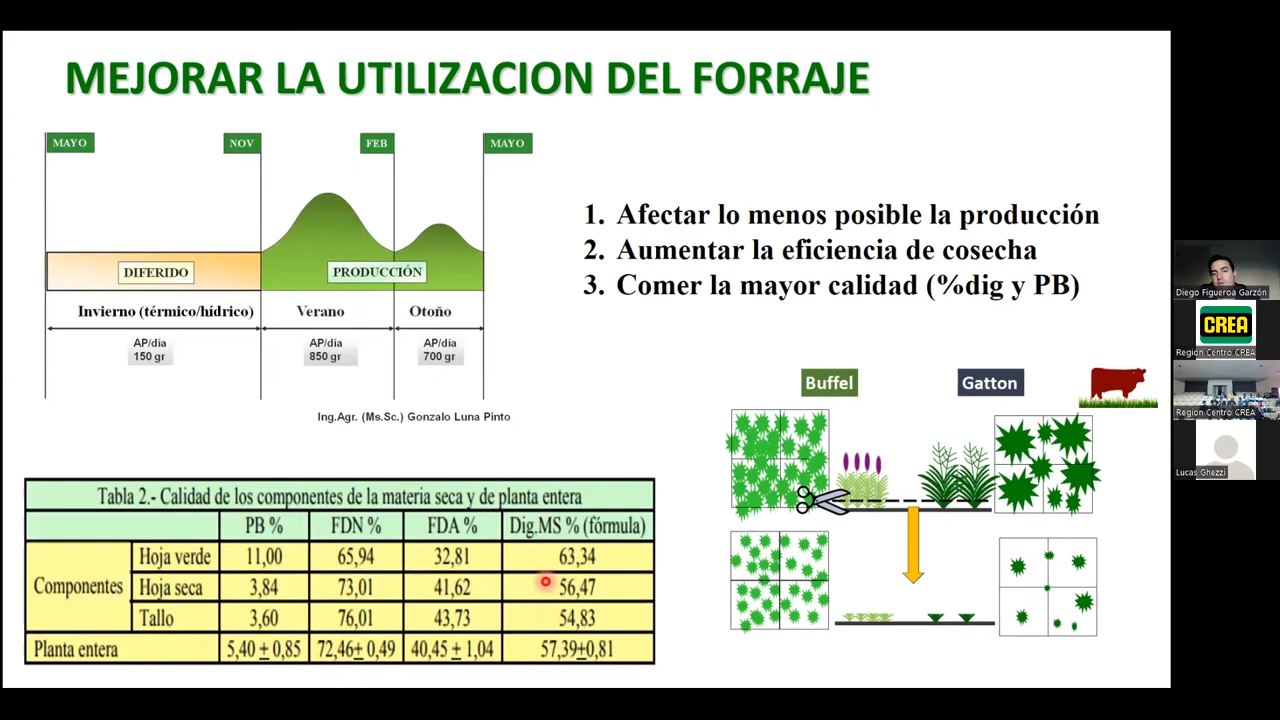 MEJORAR LA UTILIZACION DEL FORRAJE
MAYO NOV FEB MAYO
DIFERIDO PRODUCCIÓN
Invierno (térmico/hídrico) Verano Otoño
AP/día AP/día AP/día
150 gr 850 gr 700 gr
Ing.Agr. (Ms.Sc.) Gonzalo Luna Pinto
1. Afectar lo menos posible la producción
2. Aumentar la eficiencia de cosecha
3. Comer la mayor calidad (%dig y PB)
Buffel Gatton
Tabla 2.- Calidad de los componentes de la materia seca y de planta entera
PB % FDN % FDA % Dig.MS % (fórmula)
Componentes
Hoja verde 11,00 65,94 32,81 63,34
Hoja seca 3,84 73,01 41,62 56,47
Tallo 3,60 76,01 43,73 54,83
Planta entera 5,40 ± 0,85 72,46± 0,49 40,45 ± 1,04 57,39±0,81
Diego Figueroa Garzón
CREA
Region Centro CREA
Region Centro CREA
Lucas Ghezzi